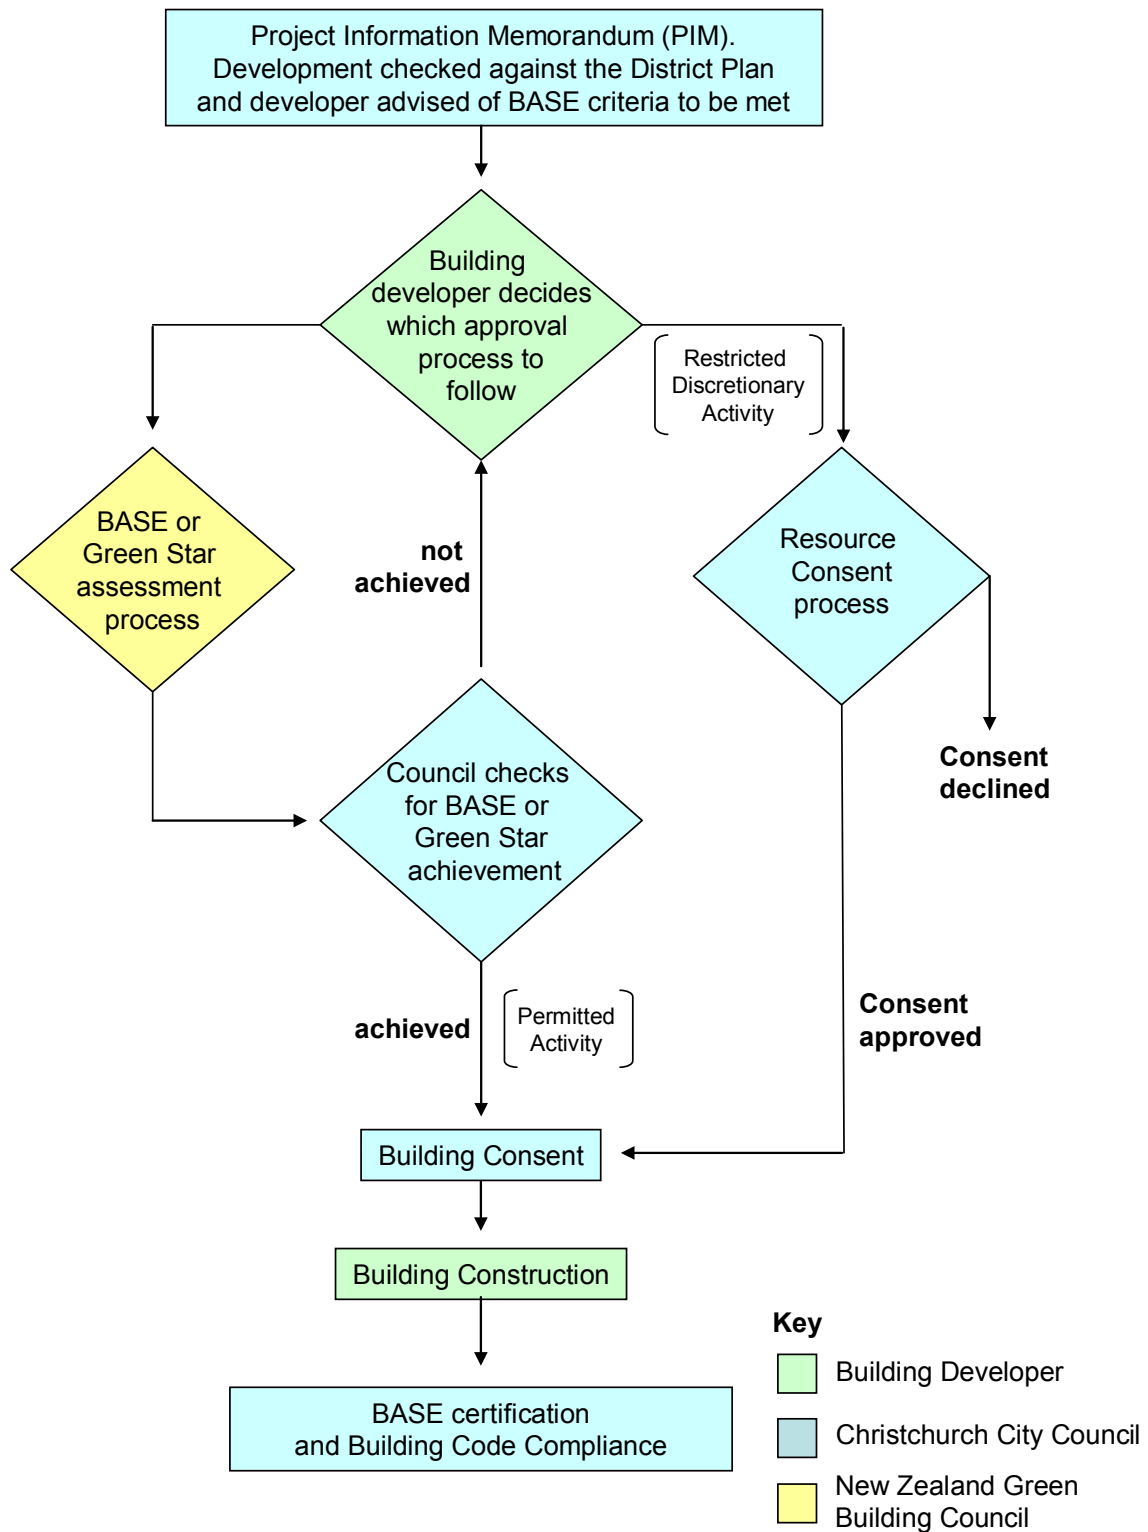 Project Information Memorandum (PIM).
Development checked against the District Plan
and developer advised of BASE criteria to be met
Building
developer decides
which approval
process to
follow
Restricted
Discretionary
Activity
BASE or
Green Star
assessment
process
not
achieved
Resource
Consent
process
Consent
declined
Council checks
for BASE or
Green Star
achievement
achieved
Permitted
Activity
Consent
approved
Building Consent
Building Construction
BASE certification
and Building Code Compliance
Key
Building Developer
Christchurch City Council
New Zealand Green
Building Council